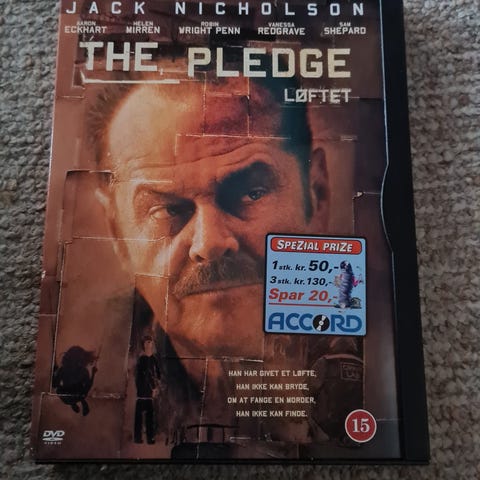 JACK NICHOLSON
AARON ECKHART HELEN MIRREN ROBIN WRIGHT PENN VANESSA REDGRAVE SAM SHEPARD
THE PLEDGE
LØFTET
SPEZIAL PRIZE
1 stk. kr. 50,-
3 stk. kr. 130,-
Spar 20,-
ACCORD
HAN HAR GIVET ET LØFTE,
HAN IKKE KAN BRYDE,
OM AT FANGE EN MORDER,
HAN IKKE KAN FINDE.
15
DVD
VIDEO